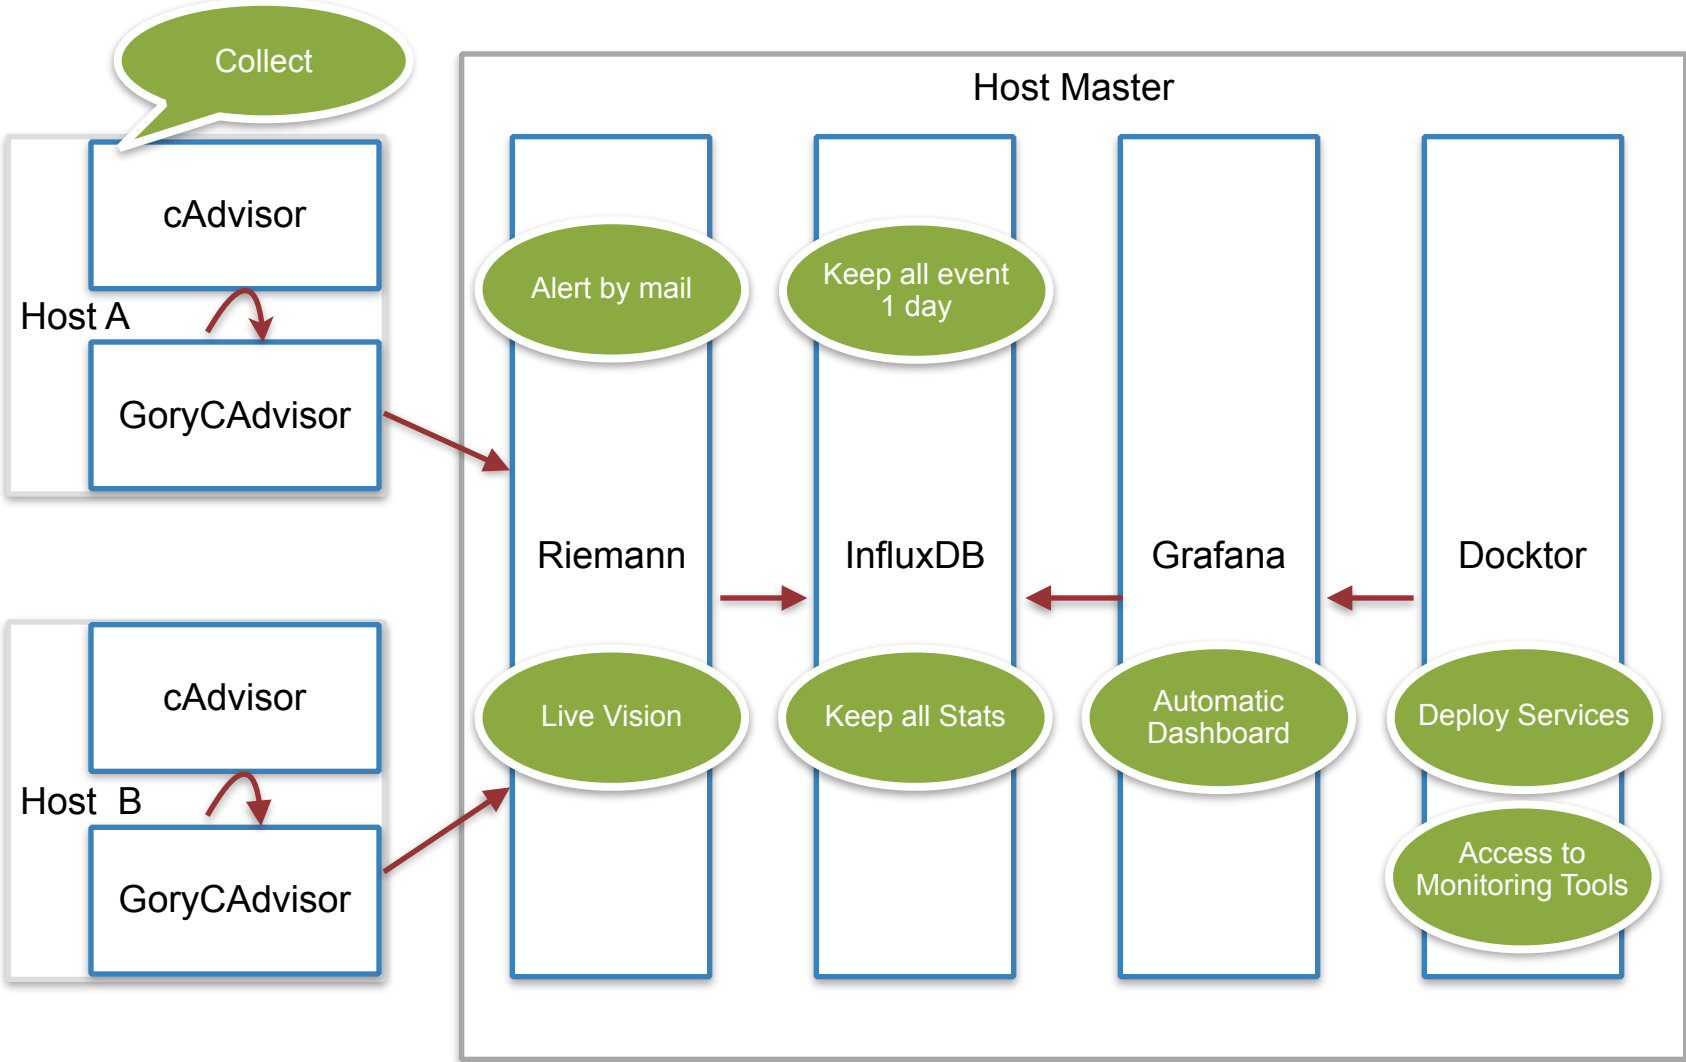 Collect
Host Master
cAdvisor
Host A
GoryCAdvisor
cAdvisor
Host  B
GoryCAdvisor
Alert by mail
Riemann
Live Vision
Keep all event
1 day
InfluxDB
Keep all Stats
Grafana
Automatic
Dashboard
Docktor
Deploy Services
Access to
Monitoring Tools